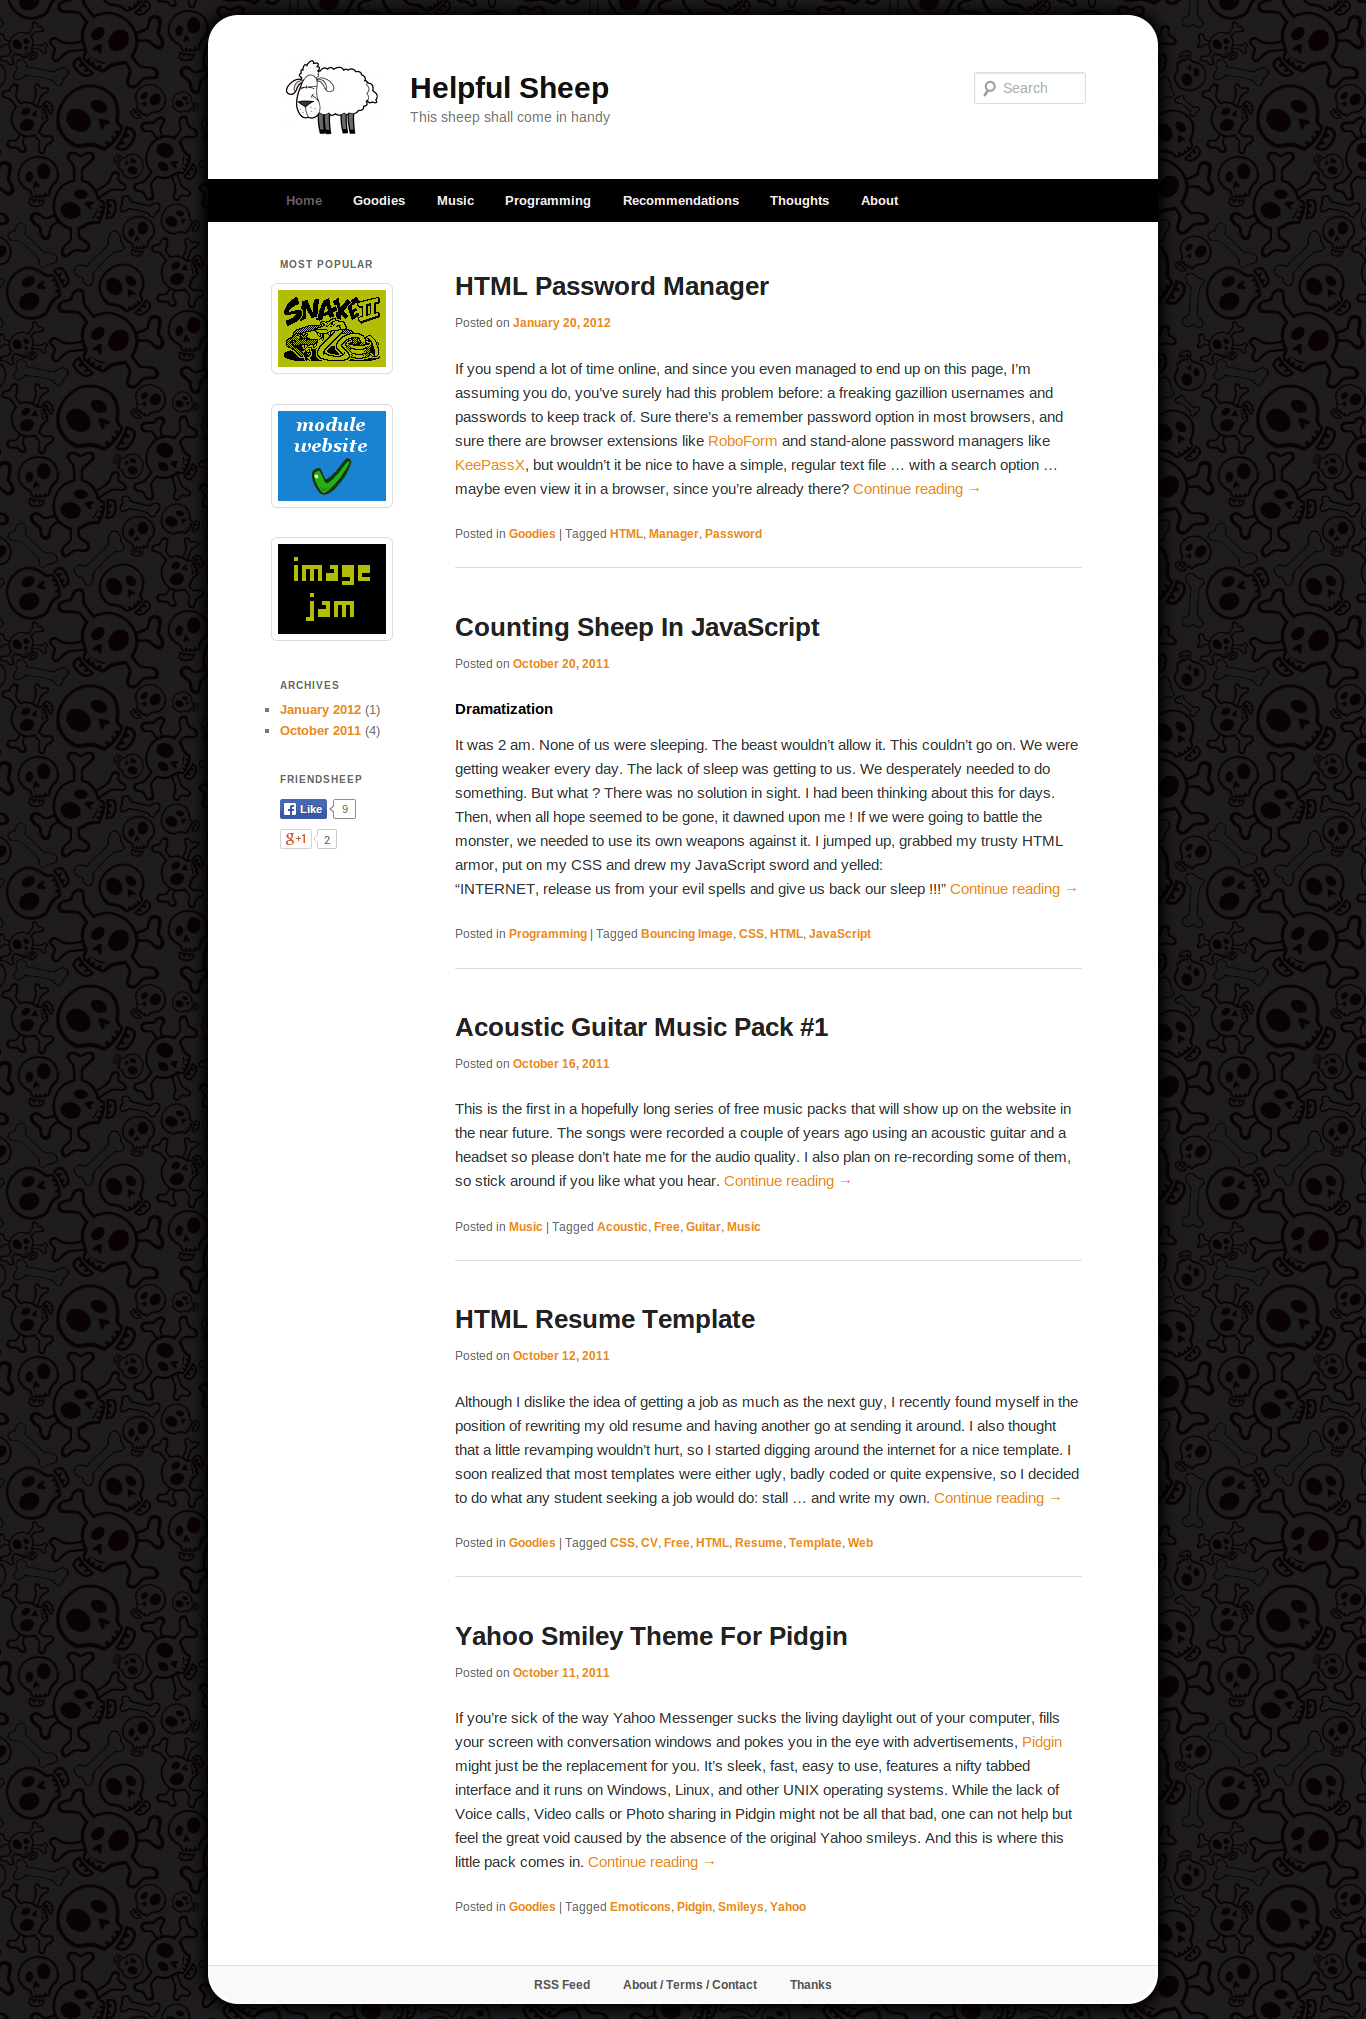 Helpful Sheep
This sheep shall come in handy
Search
Home Goodies Music Programming Recommendations Thoughts About
MOST POPULAR
SNAKE II
module
website
image
jam
ARCHIVES
January 2012 (1)
October 2011 (4)
FRIENDSHEEP
Like 9
g+1 2
HTML Password Manager
Posted on January 20, 2012
If you spend a lot of time online, and since you even managed to end up on this page, I’m
assuming you do, you’ve surely had this problem before: a freaking gazillion usernames and
passwords to keep track of. Sure there’s a remember password option in most browsers, and
sure there are browser extensions like RoboForm and stand-alone password managers like
KeePassX, but wouldn’t it be nice to have a simple, regular text file … with a search option …
maybe even view it in a browser, since you’re already there? Continue reading →
Posted in Goodies | Tagged HTML, Manager, Password
Counting Sheep In JavaScript
Posted on October 20, 2011
Dramatization
It was 2 am. None of us were sleeping. The beast wouldn’t allow it. This couldn’t go on. We were
getting weaker every day. The lack of sleep was getting to us. We desperately needed to do
something. But what ? There was no solution in sight. I had been thinking about this for days.
Then, when all hope seemed to be gone, it dawned upon me ! If we were going to battle the
monster, we needed to use its own weapons against it. I jumped up, grabbed my trusty HTML
armor, put on my CSS and drew my JavaScript sword and yelled:
“INTERNET, release us from your evil spells and give us back our sleep !!!” Continue reading →
Posted in Programming | Tagged Bouncing Image, CSS, HTML, JavaScript
Acoustic Guitar Music Pack #1
Posted on October 16, 2011
This is the first in a hopefully long series of free music packs that will show up on the website in
the near future. The songs were recorded a couple of years ago using an acoustic guitar and a
headset so please don’t hate me for the audio quality. I also plan on re-recording some of them,
so stick around if you like what you hear. Continue reading →
Posted in Music | Tagged Acoustic, Free, Guitar, Music
HTML Resume Template
Posted on October 12, 2011
Although I dislike the idea of getting a job as much as the next guy, I recently found myself in the
position of rewriting my old resume and having another go at sending it around. I also thought
that a little revamping wouldn’t hurt, so I started digging around the internet for a nice template. I
soon realized that most templates were either ugly, badly coded or quite expensive, so I decided
to do what any student seeking a job would do: stall … and write my own. Continue reading →
Posted in Goodies | Tagged CSS, CV, Free, HTML, Resume, Template, Web
Yahoo Smiley Theme For Pidgin
Posted on October 11, 2011
If you’re sick of the way Yahoo Messenger sucks the living daylight out of your computer, fills
your screen with conversation windows and pokes you in the eye with advertisements, Pidgin
might just be the replacement for you. It’s sleek, fast, easy to use, features a nifty tabbed
interface and it runs on Windows, Linux, and other UNIX operating systems. While the lack of
Voice calls, Video calls or Photo sharing in Pidgin might not be all that bad, one can not help but
feel the great void caused by the absence of the original Yahoo smileys. And this is where this
little pack comes in. Continue reading →
Posted in Goodies | Tagged Emoticons, Pidgin, Smileys, Yahoo
RSS Feed About / Terms / Contact Thanks